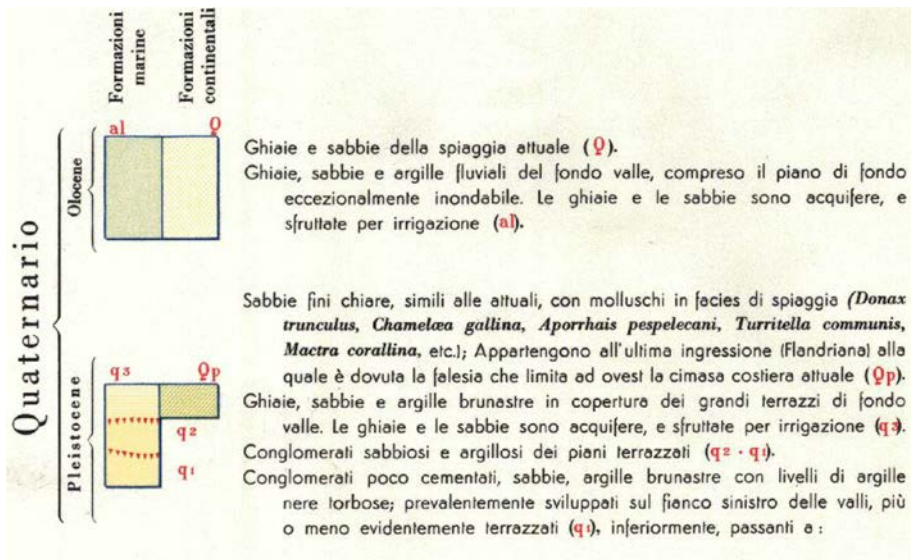 Formazioni
marine
Formazioni
continentali
Quaternario
Olocene
al
Q
Ghiaie e sabbie della spiaggia attuale (Q).
Ghiaie, sabbie e argille fluviali del fondo valle, compreso il piano di fondo
eccezionalmente inondabile. Le ghiaie e le sabbie sono acquifere, e
sfruttate per irrigazione (al).
Pleistocene
q3
Qp
q2
q1
Sabbie fini chiare, simili alle attuali, con molluschi in facies di spiaggia (Donax
trunculus, Chamelæa gallina, Aporrhais pespelecani, Turritella communis,
Mactra corallina, etc.); Appartengono all'ultima ingressione (Flandriana) alla
quale è dovuta la falesia che limita ad ovest la cimasa costiera attuale (Qp).
Ghiaie, sabbie e argille brunastre in copertura dei grandi terrazzi di fondo
valle. Le ghiaie e le sabbie sono acquifere, e sfruttate per irrigazione (q3).
Conglomerati sabbiosi e argillosi dei piani terrazzati (q2 - q1).
Conglomerati poco cementati, sabbie, argille brunastre con livelli di argille
nere torbose; prevalentemente sviluppati sul fianco sinistro delle valli, più
o meno evidentemente terrazzati (q1), inferiormente, passanti a :